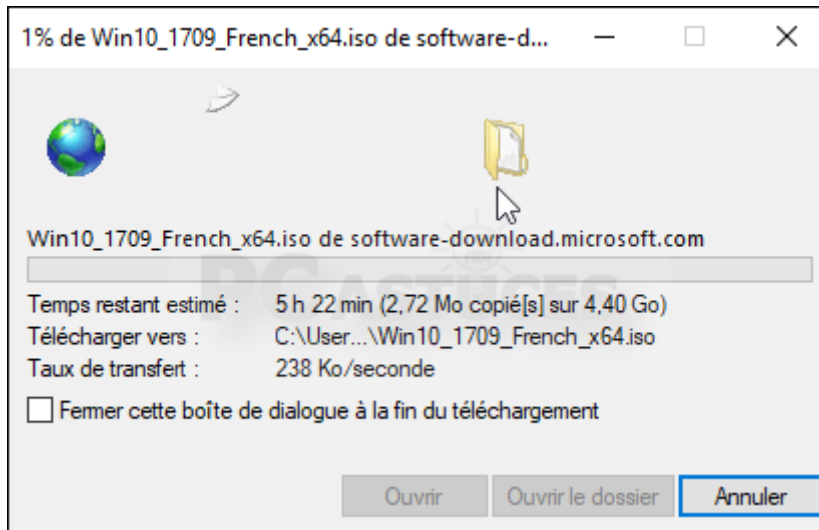 1% de Win10_1709_French_x64.iso de software-d...
Win10_1709_French_x64.iso de software-download.microsoft.com
PC ASTUCES
Temps restant estimé : 5 h 22 min (2,72 Mo copié[s] sur 4,40 Go)
Télécharger vers : C:\User...\Win10_1709_French_x64.iso
Taux de transfert : 238 Ko/seconde
Fermer cette boîte de dialogue à la fin du téléchargement
Ouvrir Ouvrir le dossier Annuler